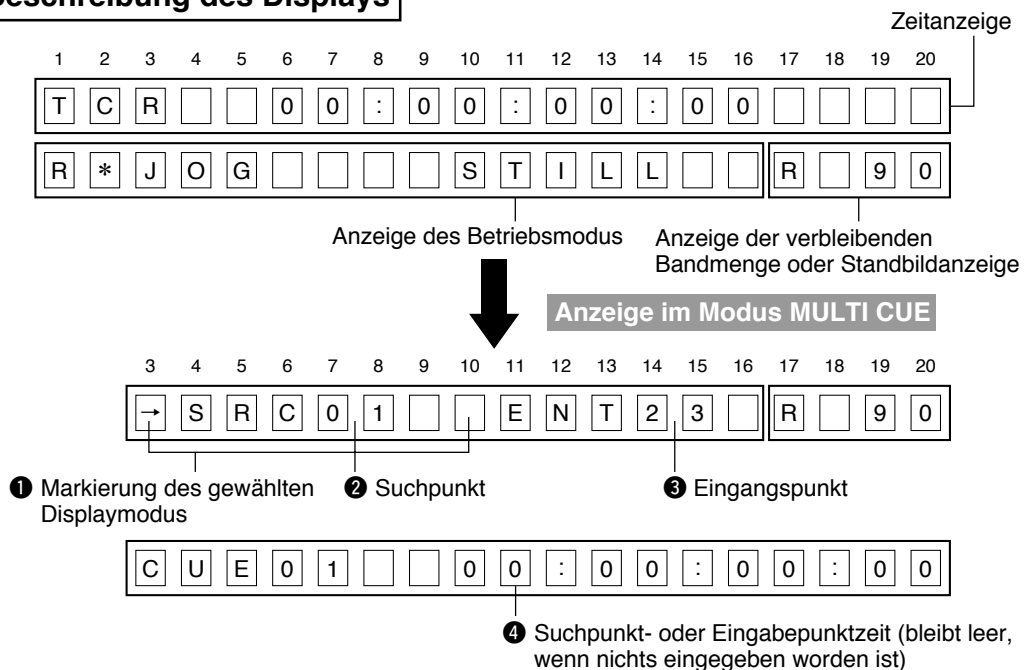 Beschreibung des Displays
Zeitanzeige
1 2 3 4 5 6 7 8 9 10 11 12 13 14 15 16 17 18 19 20
T C R 0 0 : 0 0 : 0 0 : 0 0
R * J O G S T I L L R 9 0
Anzeige des Betriebsmodus
Anzeige der verbleibenden
Bandmenge oder Standbildanzeige
Anzeige im Modus MULTI CUE
3 4 5 6 7 8 9 10 11 12 13 14 15 16 17 18 19 20
→ S R C 0 1 E N T 2 3 R 9 0
❶ Markierung des gewählten
Displaymodus
❷ Suchpunkt
❸ Eingangspunkt
C U E 0 1 0 0 : 0 0 : 0 0 : 0 0
❹ Suchpunkt- oder Eingabepunktzeit (bleibt leer,
wenn nichts eingegeben worden ist)